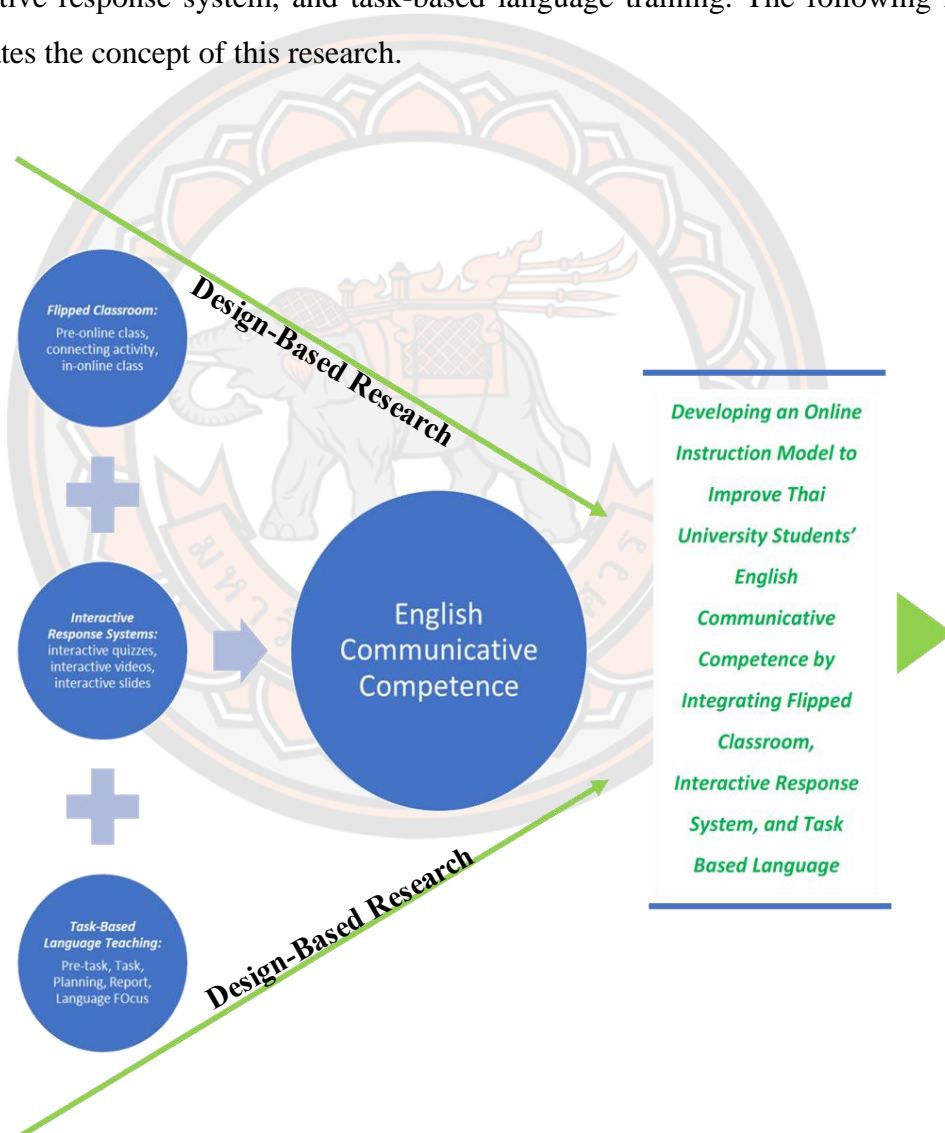 tive response system, and task-based language training. The following
ates the concept of this research.
Flipped Classroom:
Pre-online class,
connecting activity,
in-online class
Design-Based Research
Interactive
Response Systems:
interactive quizzes,
interactive videos,
interactive slides
English
Communicative
Competence
Task-Based
Language Teaching:
Pre-task, Task,
Planning, Report,
Language FOcus
Design-Based Research
Developing an Online
Instruction Model to
Improve Thai
University Students’
English
Communicative
Competence by
Integrating Flipped
Classroom,
Interactive Response
System, and Task
Based Language